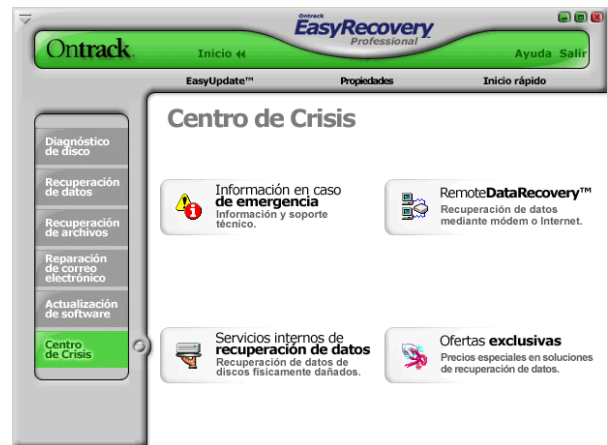 Ontrack
EasyRecovery
Professional
Ontrack.
Inicio
Ayuda Salir
EasyUpdate™ Propiedades Inicio rápido
Centro de Crisis
Diagnóstico
de disco
Recuperación
de datos
Recuperación
de archivos
Reparación
de correo
electrónico
Actualización
de software
Centro
de Crisis
Información en caso
de emergencia
Información y soporte
técnico.
RemoteDataRecovery™
Recuperación de datos
mediante módem o Internet.
Servicios internos de
recuperación de datos
Recuperación de datos de
discos físicamente dañados.
Ofertas exclusivas
Precios especiales en soluciones
de recuperación de datos.